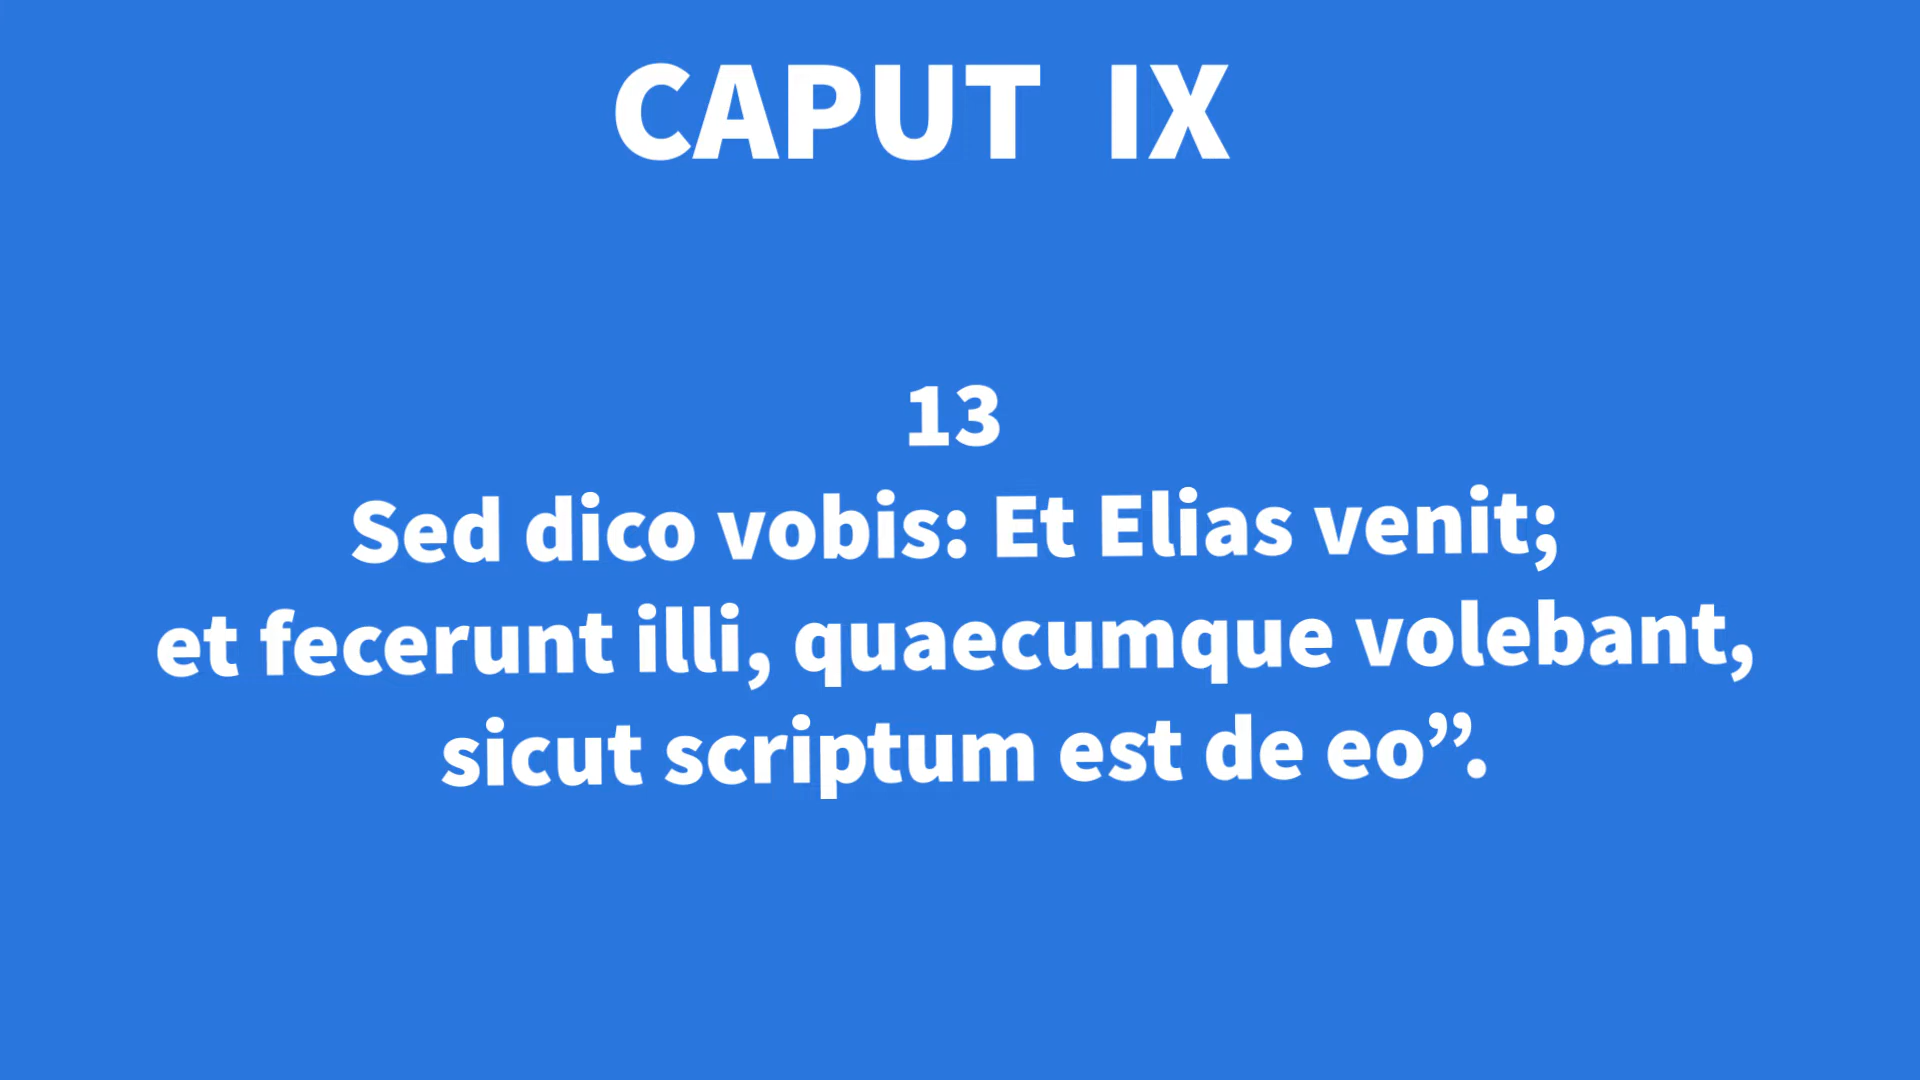 CAPUT IX
13
Sed dico vobis: Et Elias venit;
et fecerunt illi, quaecumque volebant,
sicut scriptum est de eo”.